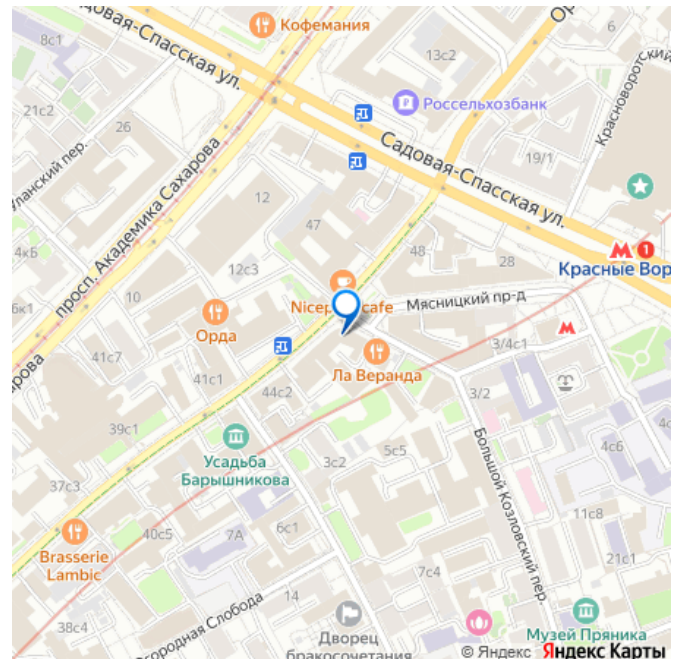 8с1
Кофемания
13с2
6
Садовая-Спасская ул.
21с2
26
Россельхозбанк
Красноворотский
Уланский пер.
просп. Академика Сахарова
Садовая-Спасская ул.
19/1
12
47
4кБ
12с3
48
28
1
Красные Вор
6к1
10
Мясницкий пр-д
Орда
3/4с1
41с7
Ла Веранда
41с1
44с2
3/2
39с1
Усадьба
Барышникова
3с2
5с5
Большой Козловский пер.
4с6
37с3
40с5
7А
6с1
11с8
Brasserie
Lambic
7с4
21с1
14
38с4
Дворец
бракосочетания
Музей Пряника
© Яндекс Яндекс Карты